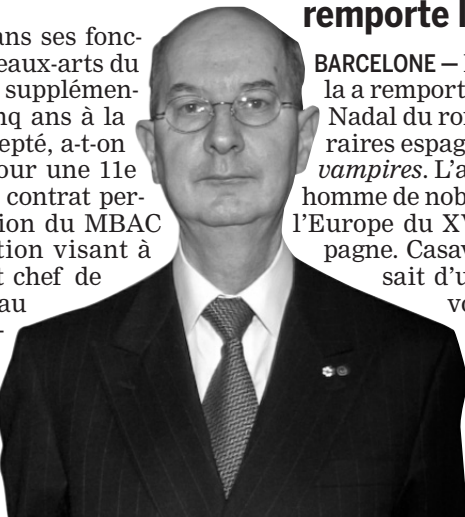 ans ses fonc-
eaux-arts du
supplémen-
nq ans à la
epté, a-t-on
our une 11e
contrat per-
ion du MBAC
tion visant à
t chef de
au
-
remporte l
BARCELONE –
la a remport
Nadal du ro
raires espag
vampires. L'a
homme de nob
l'Europe du X
pagne. Casav
sait d'u
vo